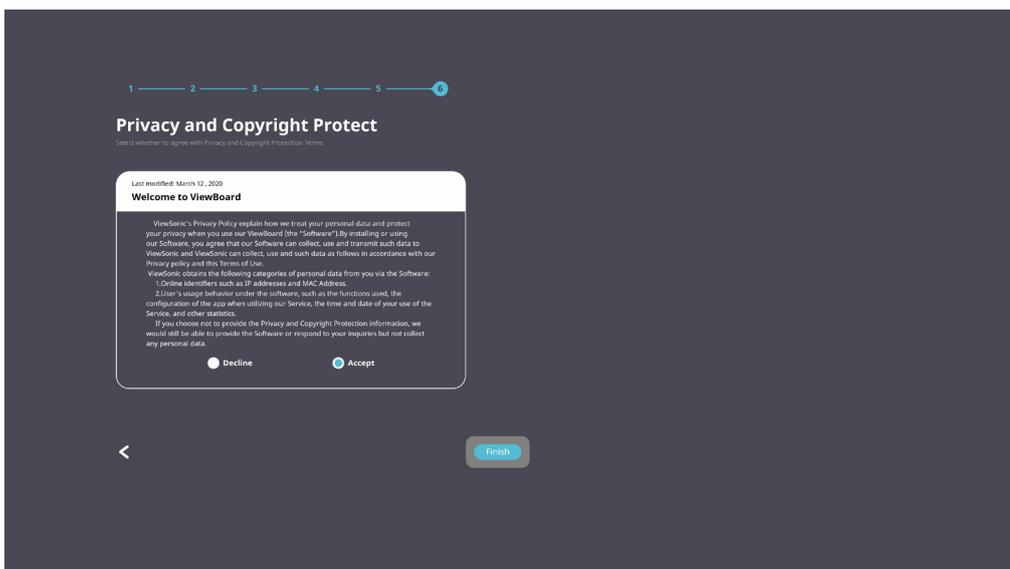 1 2 3 4 5 6
Privacy and Copyright Protect
Select whether to agree with Privacy and Copyright Protection Terms
Last modified: March 12 , 2020
Welcome to ViewBoard
ViewSonic's Privacy Policy explain how we treat your personal data and protect
your privacy when you use our ViewBoard (the "Software").By installing or using
our Software, you agree that our Software can collect, use and transmit such data to
ViewSonic and ViewSonic can collect, use and such data as follows in accordance with our
Privacy policy and this Terms of Use.
ViewSonic obtains the following categories of personal data from you via the Software:
1.Online identifiers such as IP addresses and MAC Address.
2.User's usage behavior under the software, such as the functions used, the
configuration of the app when utilizing our Service, the time and date of your use of the
Service, and other statistics.
If you choose not to provide the Privacy and Copyright Protection information, we
would still be able to provide the Software or respond to your inquiries but not collect
any personal data.
Decline Accept
Finish